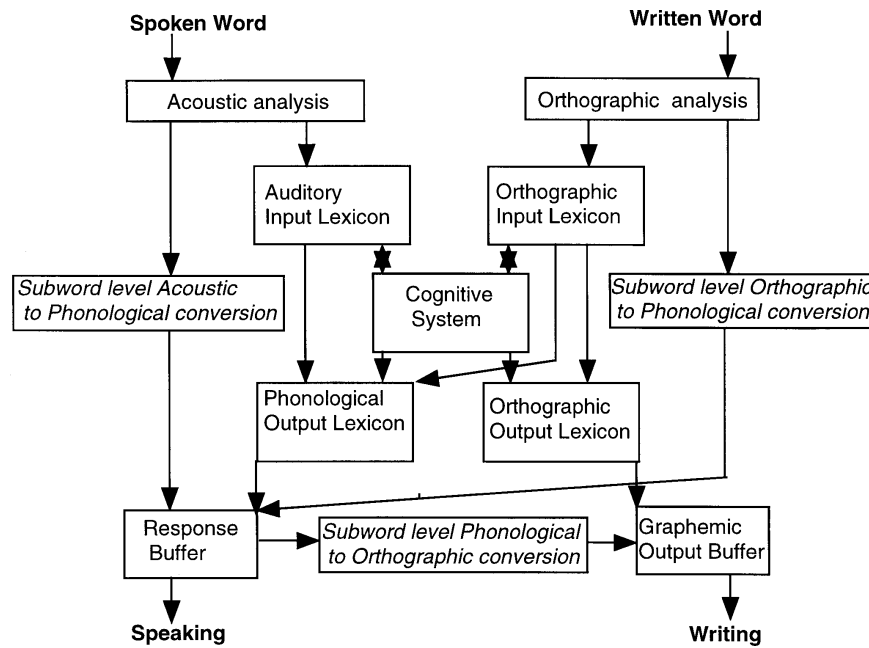 Spoken Word
Written Word
Acoustic analysis
Orthographic analysis
Auditory
Input Lexicon
Orthographic
Input Lexicon
Subword level Acoustic
to Phonological conversion
Cognitive
System
Subword level Orthographic
to Phonological conversion
Phonological
Output Lexicon
Orthographic
Output Lexicon
Response
Buffer
Subword level Phonological
to Orthographic conversion
Graphemic
Output Buffer
Speaking
Writing